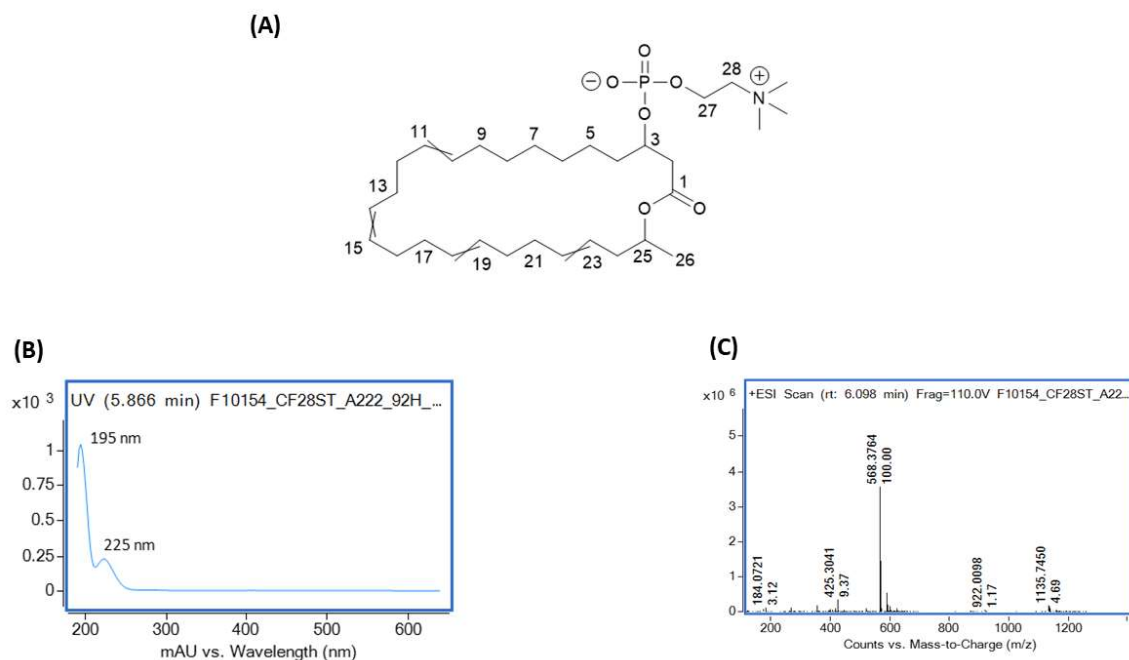 (A)
O
⊖ O P O 28 ⊕
N
O 27
11 9 7 5 3
1
13 O O
15 17 19 21 23 25 26
(B)
UV (5.866 min) F10154_CF28ST_A222_92H_...
x10 3
195 nm
1
0.75
0.5
225 nm
0.25
0
200 300 400 500 600
mAU vs. Wavelength (nm)
(C)
+ESI Scan (rt: 6.098 min) Frag=110.0V F10154_CF28ST_A22...
x10 6
5
4
568.3764
100.00
3
2
1
184.0721
3.12
425.3041
9.37
922.0098
1.17
1135.7450
4.69
0
200 400 600 800 1000 1200
Counts vs. Mass-to-Charge (m/z)